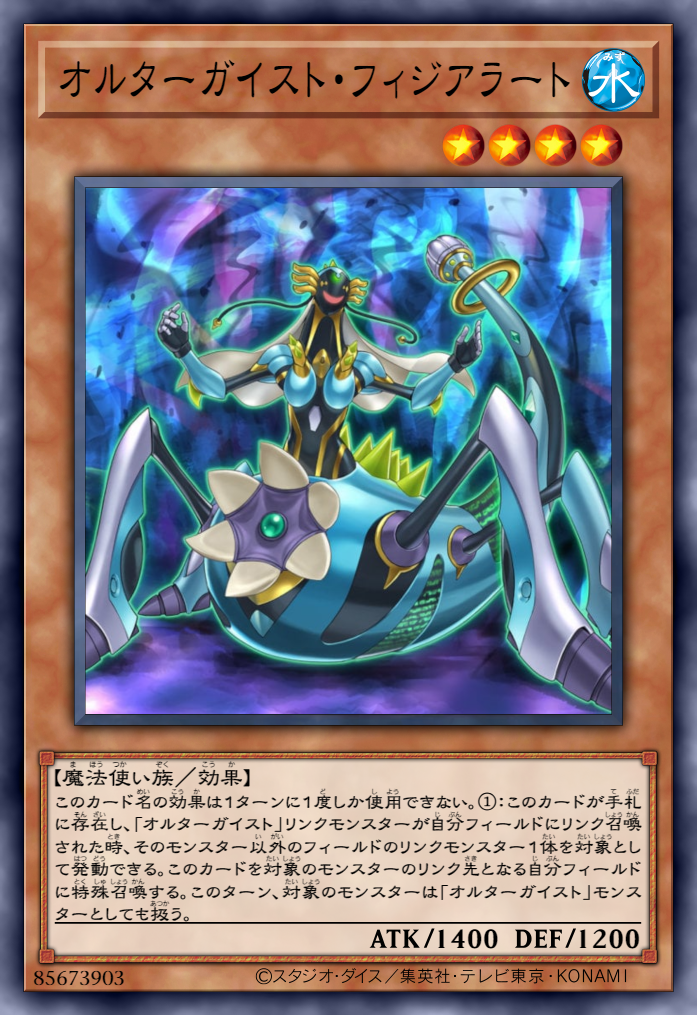 オルターガイスト・フィジアラート
みず
水
【魔法使い族／効果】
このカード名の効果は1ターンに1度しか使用できない。①：このカードが手札
に存在し、「オルターガイスト」リンクモンスターが自分フィールドにリンク召喚
された時、そのモンスター以外のフィールドのリンクモンスター1体を対象とし
て発動できる。このカードを対象のモンスターのリンク先となる自分フィールド
に特殊召喚する。このターン、対象のモンスターは「オルターガイスト」モンス
ターとしても扱う。
ATK/1400 DEF/1200
85673903 ©スタジオ・ダイス／集英社・テレビ東京・KONAMI